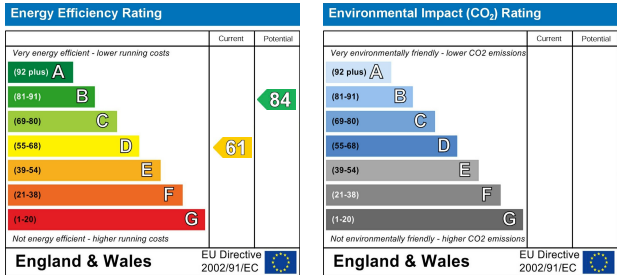 Energy Efficiency Rating
Current Potential
Very energy efficient - lower running costs
(92 plus) A
(81-91) B
84
(69-80) C
(55-68) D
61
(39-54) E
(21-38) F
(1-20) G
Not energy efficient - higher running costs
England & Wales
EU Directive
2002/91/EC
Environmental Impact (CO₂) Rating
Current Potential
Very environmentally friendly - lower CO2 emissions
(92 plus) A
(81-91) B
(69-80) C
(55-68) D
(39-54) E
(21-38) F
(1-20) G
Not environmentally friendly - higher CO2 emissions
England & Wales
EU Directive
2002/91/EC